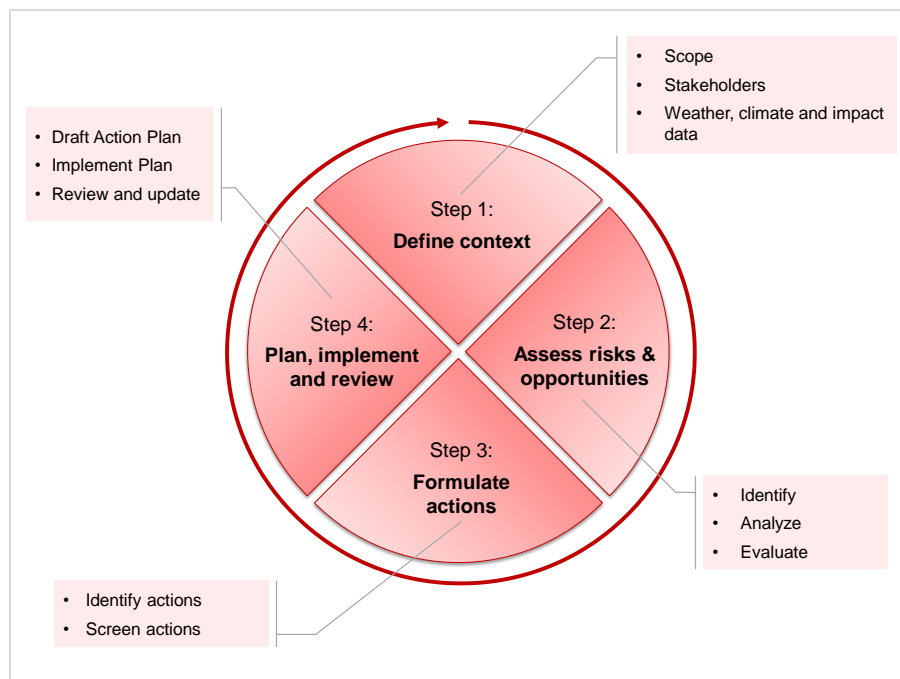 • Scope
• Stakeholders
• Weather, climate and impact
data
• Draft Action Plan
• Implement Plan
• Review and update
Step 1:
Define context
Step 2:
Assess risks &
opportunities
Step 4:
Plan, implement
and review
Step 3:
Formulate
actions
• Identify
• Analyze
• Evaluate
• Identify actions
• Screen actions